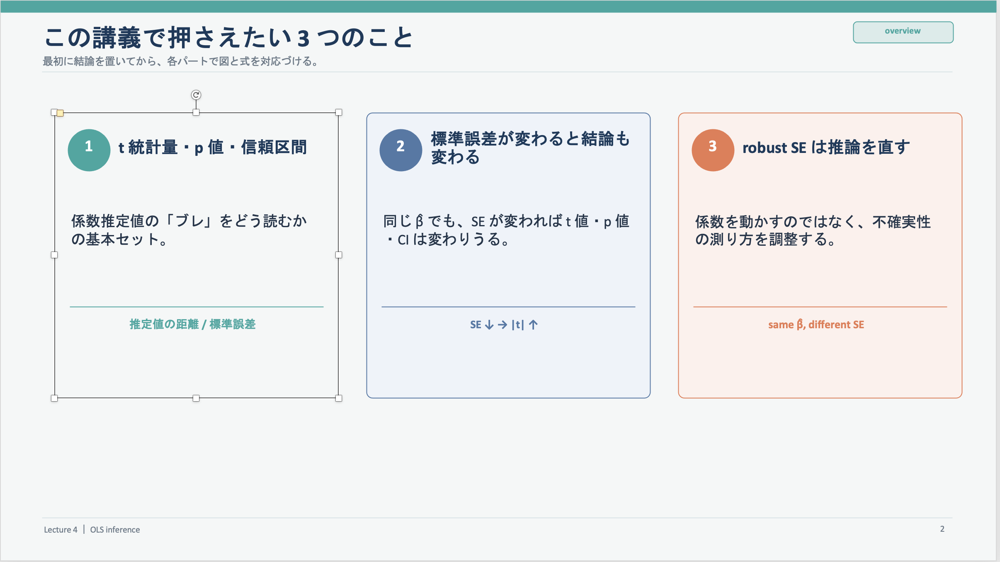 この講義で押さえたい 3 つのこと
overview
最初に結論を置いてから、各パートで図と式を対応づける。
1
t 統計量・p 値・信頼区間
係数推定値の「ブレ」をどう読むか
の基本セット。
推定値の距離 / 標準誤差
2
標準誤差が変わると結論も
変わる
同じ β̂ でも、SE が変われば t 値・p 値
・CI は変わりうる。
SE ↓ → |t| ↑
3
robust SE は推論を直す
係数を動かすのではなく、不確実性
の測り方を調整する。
same β̂, different SE
Lecture 4 | OLS inference
2